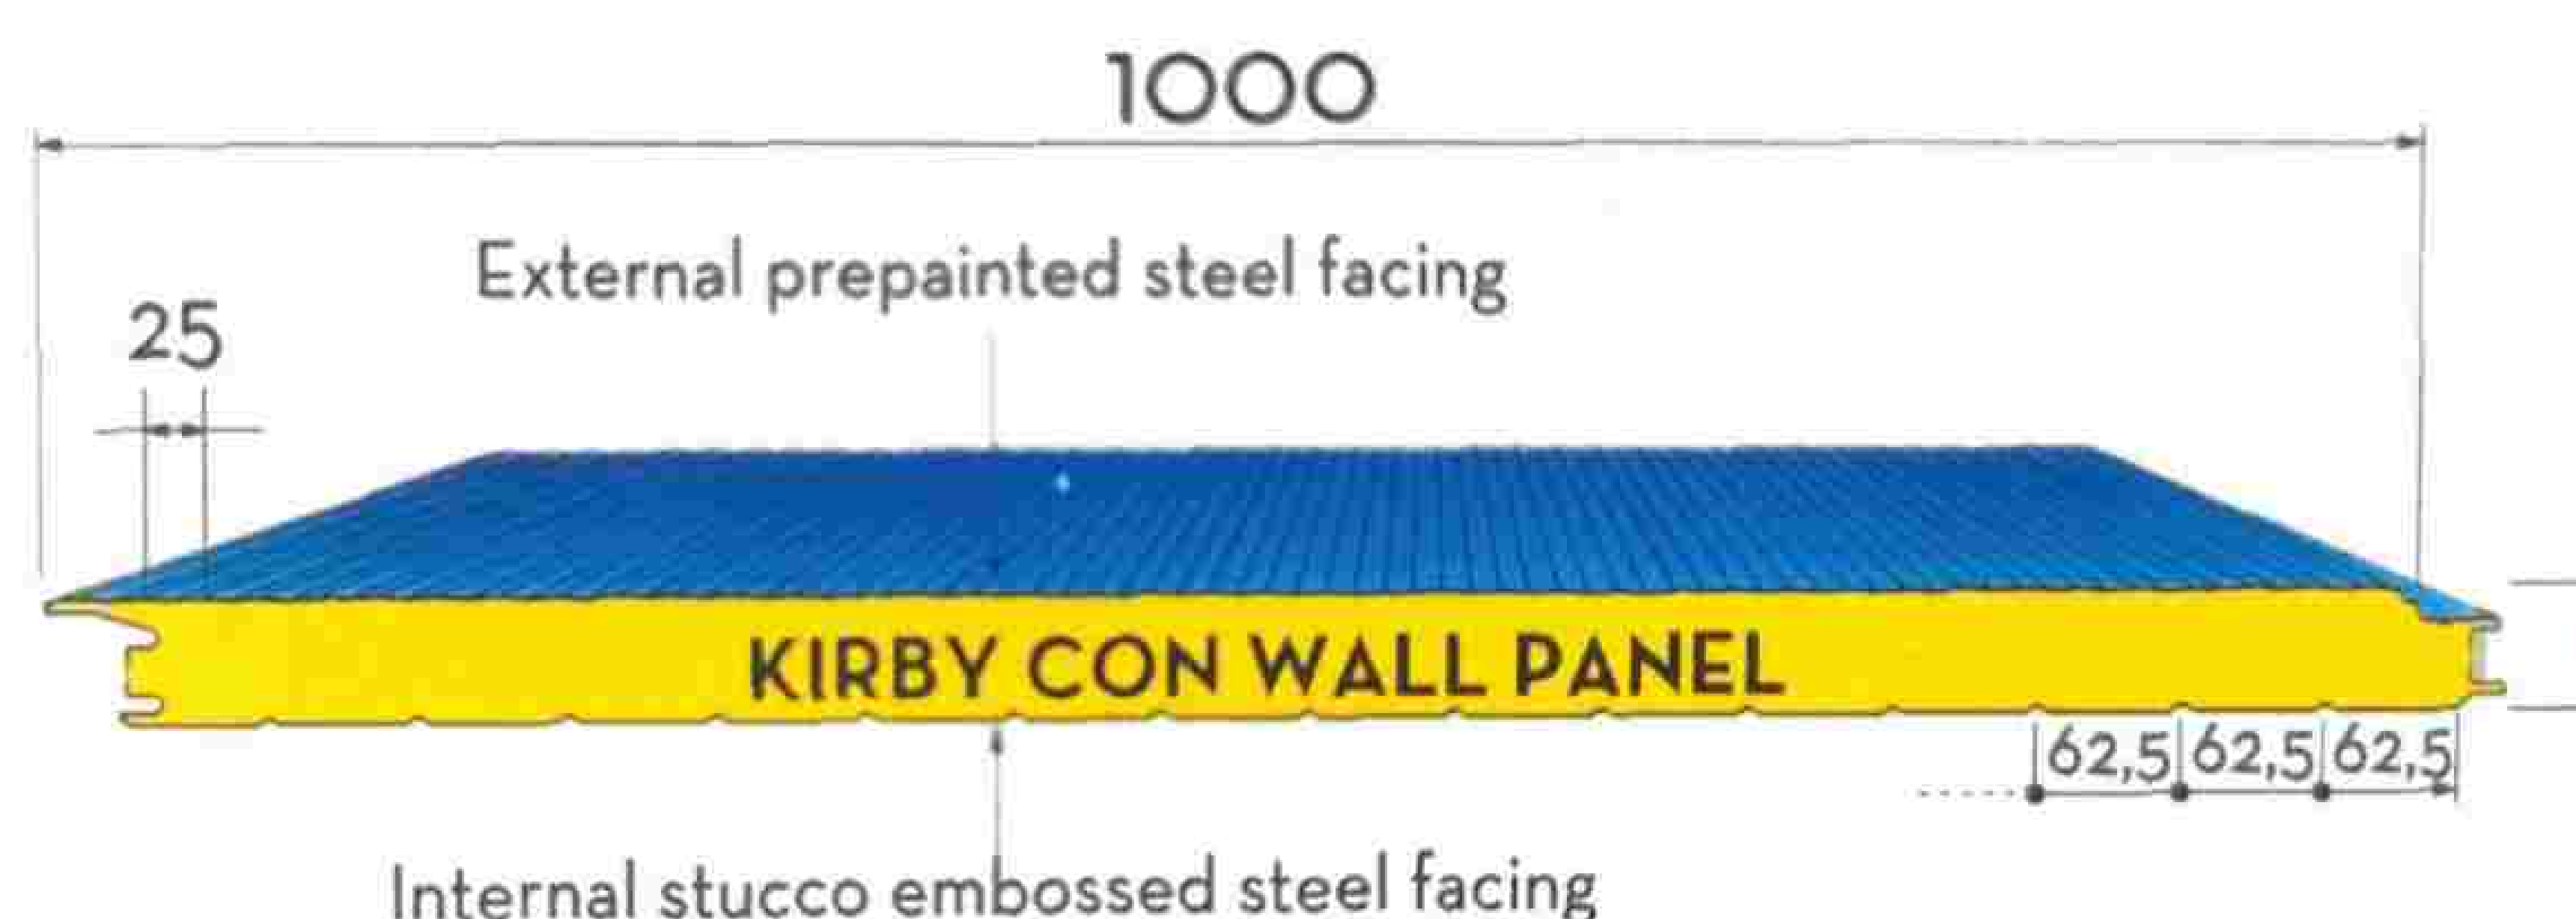 1000
External prepainted steel facing
25
KIRBY CON WALL PANEL
62,5 62,5 62,5
Internal stucco embossed steel facing